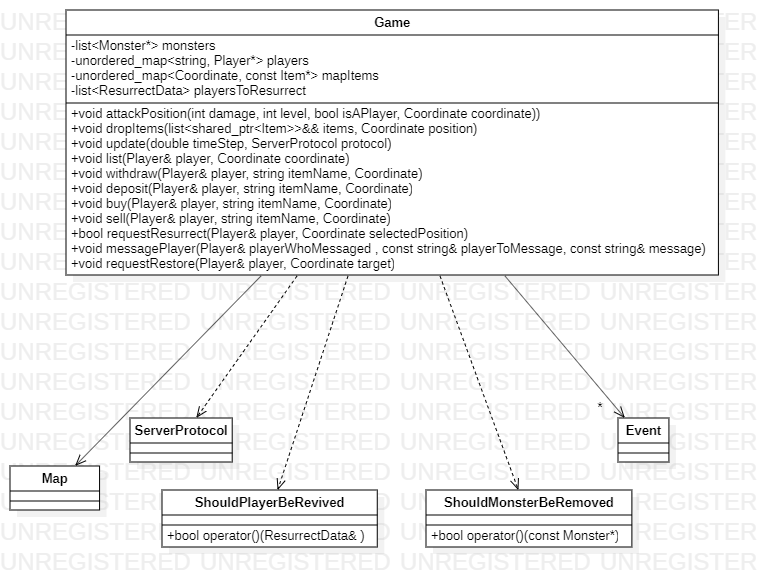 Game
-list<Monster*> monsters
-unordered_map<string, Player*> players
-unordered_map<Coordinate, const Item*> mapItems
-list<ResurrectData> playersToResurrect
+void attackPosition(int damage, int level, bool isAPlayer, Coordinate coordinate))
+void dropItems(list<shared_ptr<Item>>&& items, Coordinate position)
+void update(double timeStep, ServerProtocol protocol)
+void list(Player& player, Coordinate coordinate)
+void withdraw(Player& player, string itemName, Coordinate)
+void deposit(Player& player, string itemName, Coordinate)
+void buy(Player& player, string itemName, Coordinate)
+void sell(Player& player, string itemName, Coordinate)
+bool requestResurrect(Player& player, Coordinate selectedPosition)
+void messagePlayer(Player& playerWhoMessaged , const string& playerToMessage, const string& message)
+void requestRestore(Player& player, Coordinate target)
*
ServerProtocol
Event
Map
ShouldPlayerBeRevived
+bool operator()(ResurrectData& )
ShouldMonsterBeRemoved
+bool operator()(const Monster*)
UNREGISTERED UNREGISTERED UNREGISTERED UNREGISTERED